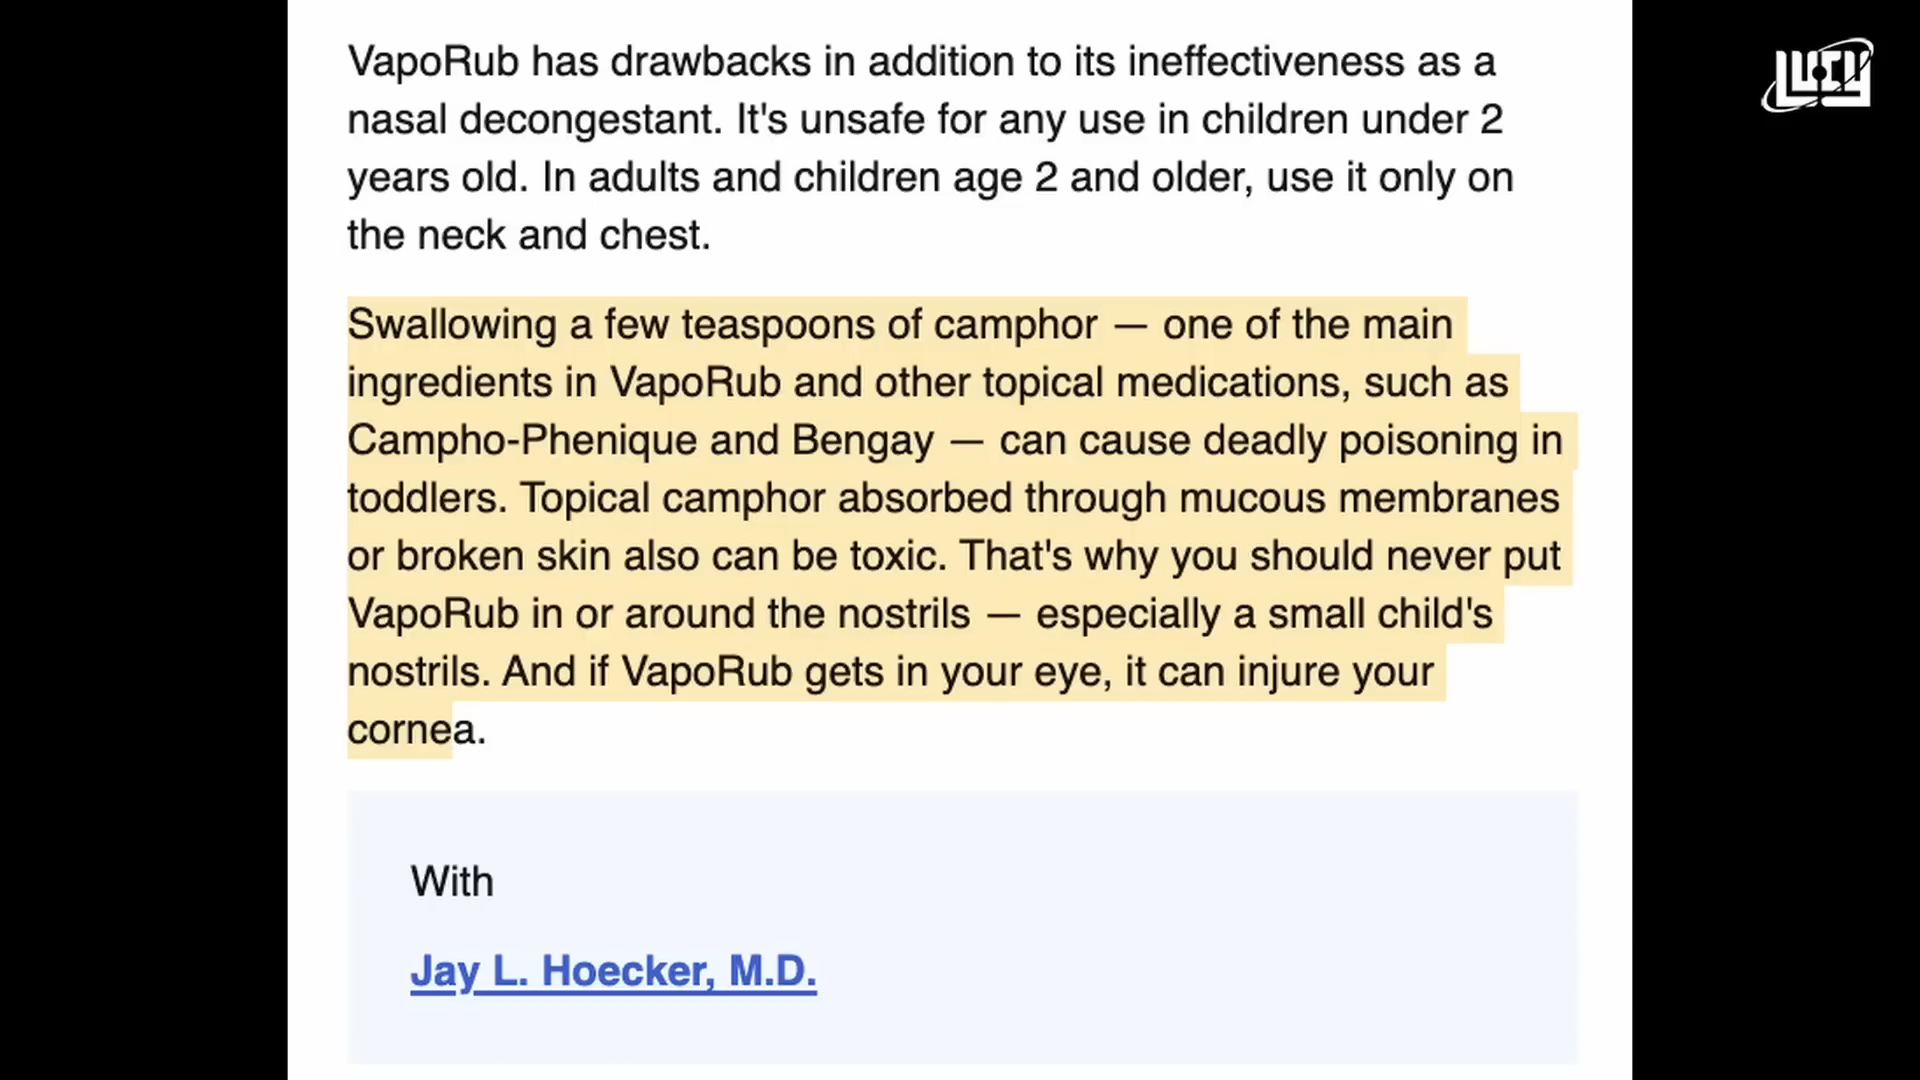 VapoRub has drawbacks in addition to its ineffectiveness as a
nasal decongestant. It's unsafe for any use in children under 2
years old. In adults and children age 2 and older, use it only on
the neck and chest.
Swallowing a few teaspoons of camphor — one of the main
ingredients in VapoRub and other topical medications, such as
Campho-Phenique and Bengay — can cause deadly poisoning in
toddlers. Topical camphor absorbed through mucous membranes
or broken skin also can be toxic. That's why you should never put
VapoRub in or around the nostrils — especially a small child's
nostrils. And if VapoRub gets in your eye, it can injure your
cornea.
With
Jay L. Hoecker, M.D.
LUCY